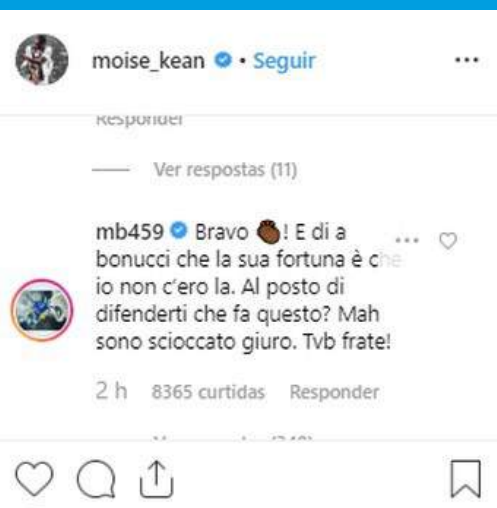 moise_kean • Seguir
Responder
Ver respostas (11)
mb459 Bravo ! E di a
bonucci che la sua fortuna è che
io non c'ero la. Al posto di
difenderti che fa questo? Mah
sono scioccato giuro. Tvb frate!
2 h 8365 curtidas Responder